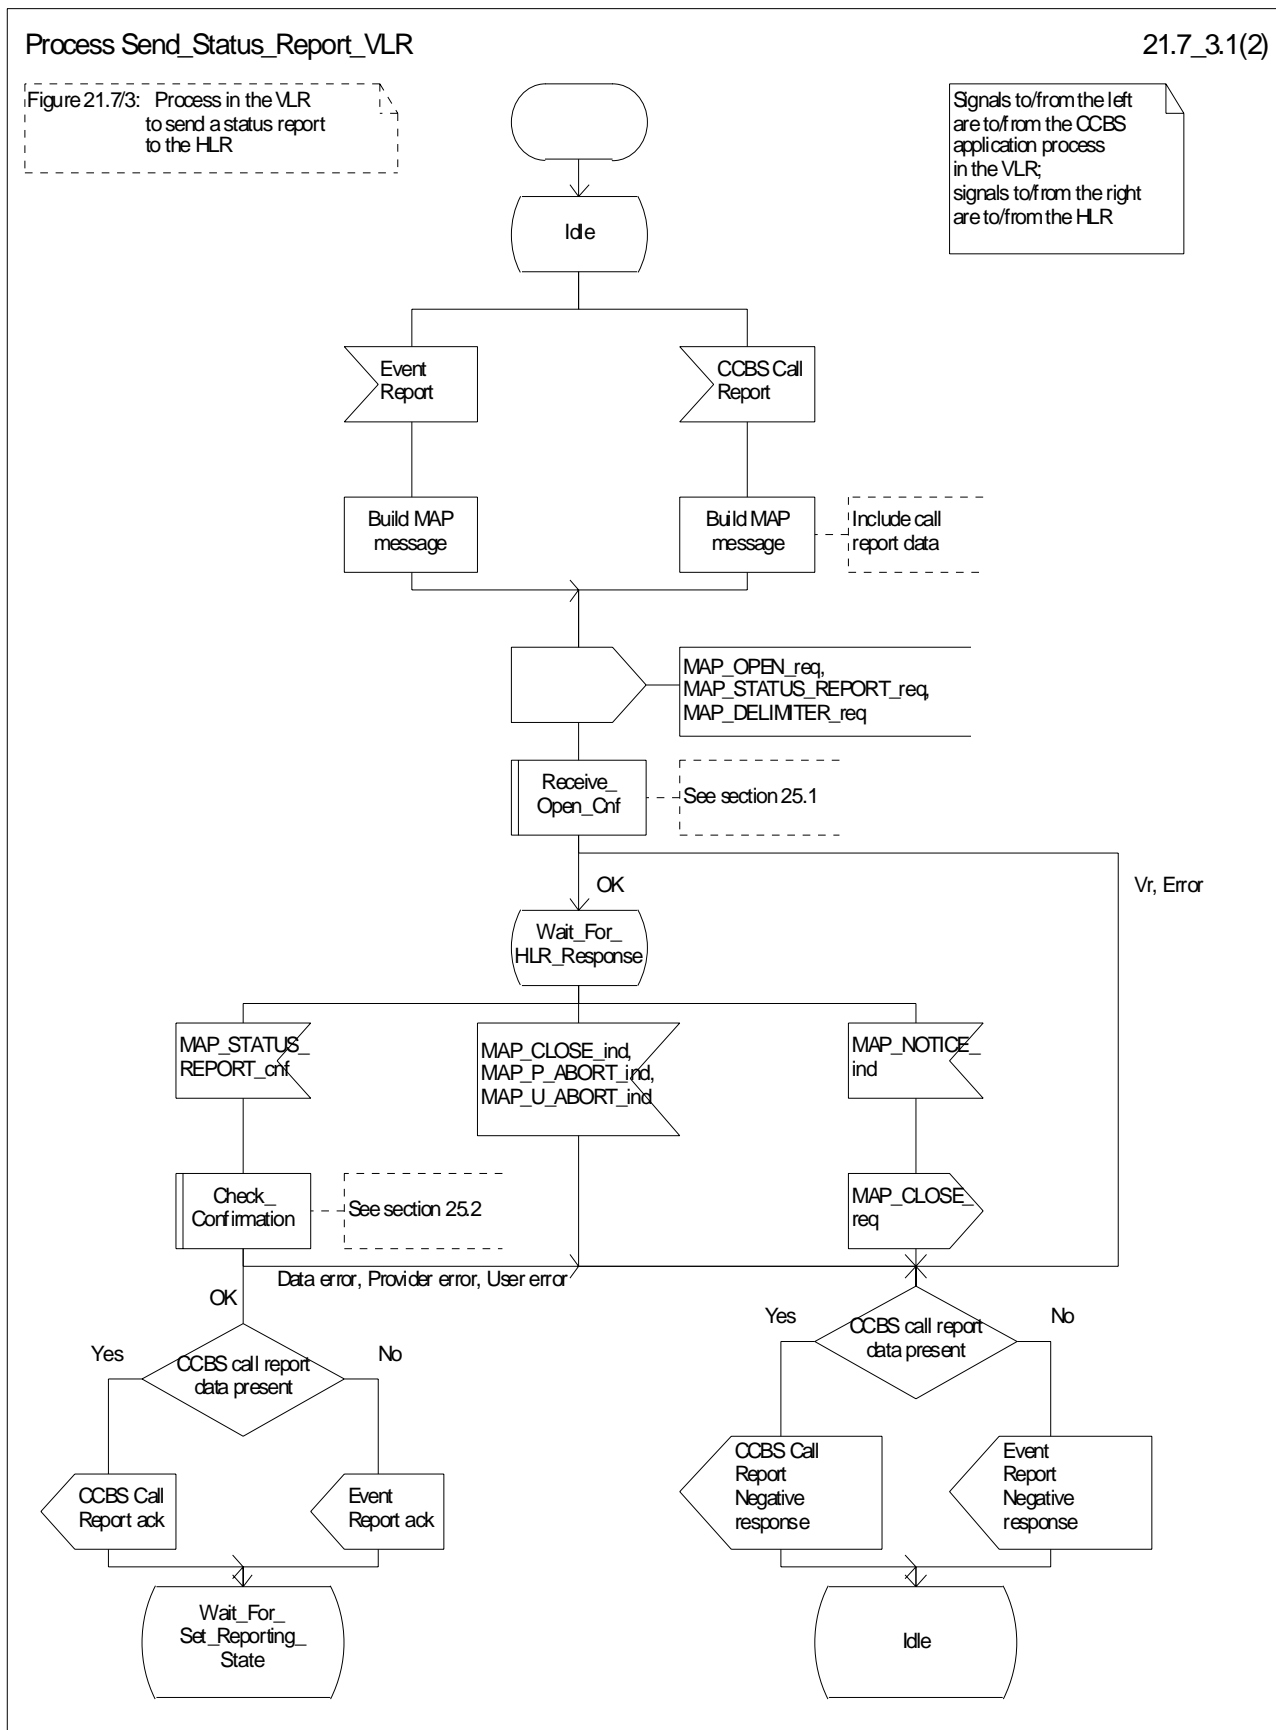 Process Send_Status_Report_VLR
21.7_3.1(2)
Figure 21.7/3: Process in the VLR
to send a status report
to the HLR
Signals to/from the left
are to/from the CCBS
application process
in the VLR;
signals to/from the right
are to/from the HLR
Idle
Event
Report
CCBS Call
Report
Build MAP
message
Build MAP
message
Include call
report data
MAP_OPEN_req,
MAP_STATUS_REPORT_req,
MAP_DELIMITER_req
Receive_
Open_Cnf
See section 25.1
OK
Vr, Error
Wait_For_
HLR_Response
MAP_STATUS_
REPORT_cnf
MAP_CLOSE_ind,
MAP_P_ABORT_ind,
MAP_U_ABORT_ind
MAP_NOTICE_
ind
Check_
Confirmation
See section 25.2
MAP_CLOSE_
req
Data error, Provider error, User error
OK
Yes
CCBS call report
data present
No
Yes
CCBS call report
data present
No
CCBS Call
Report ack
Event
Report ack
CCBS Call
Report
Negative
response
Event
Report
Negative
response
Wait_For_
Set_Reporting_
State
Idle